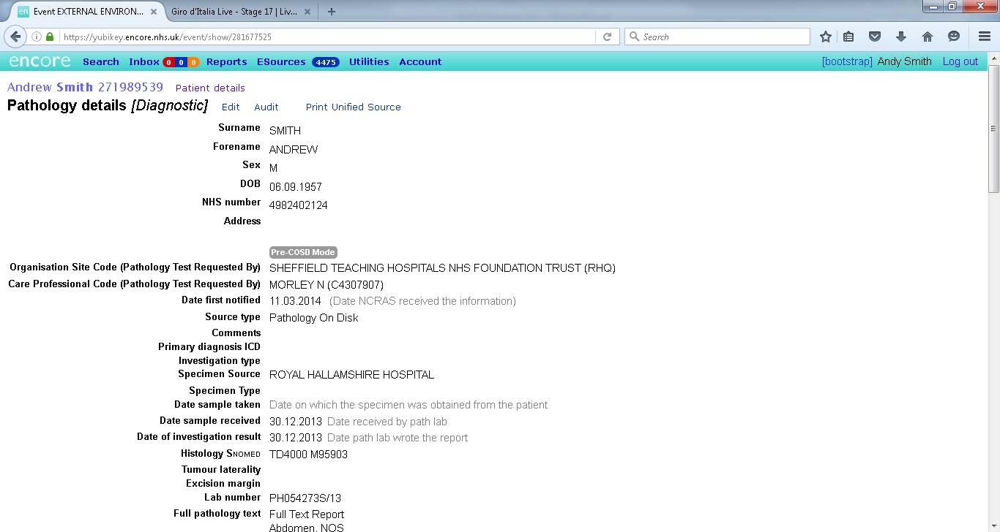 Event EXTERNAL ENVIRON...
Giro d'Italia Live - Stage 17 | Liv...
https://yubikey.encore.nhs.uk/event/show/281677525
Search
encore Search Inbox 0 0 0 Reports ESources 4475 Utilities Account [bootstrap] Andy Smith Log out
Andrew Smith 271989539 Patient details
Pathology details [Diagnostic] Edit Audit Print Unified Source
Surname SMITH
Forename ANDREW
Sex M
DOB 06.09.1957
NHS number 4982402124
Address
Pre-COSD Mode
Organisation Site Code (Pathology Test Requested By) SHEFFIELD TEACHING HOSPITALS NHS FOUNDATION TRUST (RHQ)
Care Professional Code (Pathology Test Requested By) MORLEY N (C4307907)
Date first notified 11.03.2014 (Date NCRAS received the information)
Source type Pathology On Disk
Comments
Primary diagnosis ICD
Investigation type
Specimen Source ROYAL HALLAMSHIRE HOSPITAL
Specimen Type
Date sample taken Date on which the specimen was obtained from the patient
Date sample received 30.12.2013 Date received by path lab
Date of investigation result 30.12.2013 Date path lab wrote the report
Histology SNOMED TD4000 M95903
Tumour laterality
Excision margin
Lab number PH054273S/13
Full pathology text Full Text Report
Abdomen, NOS